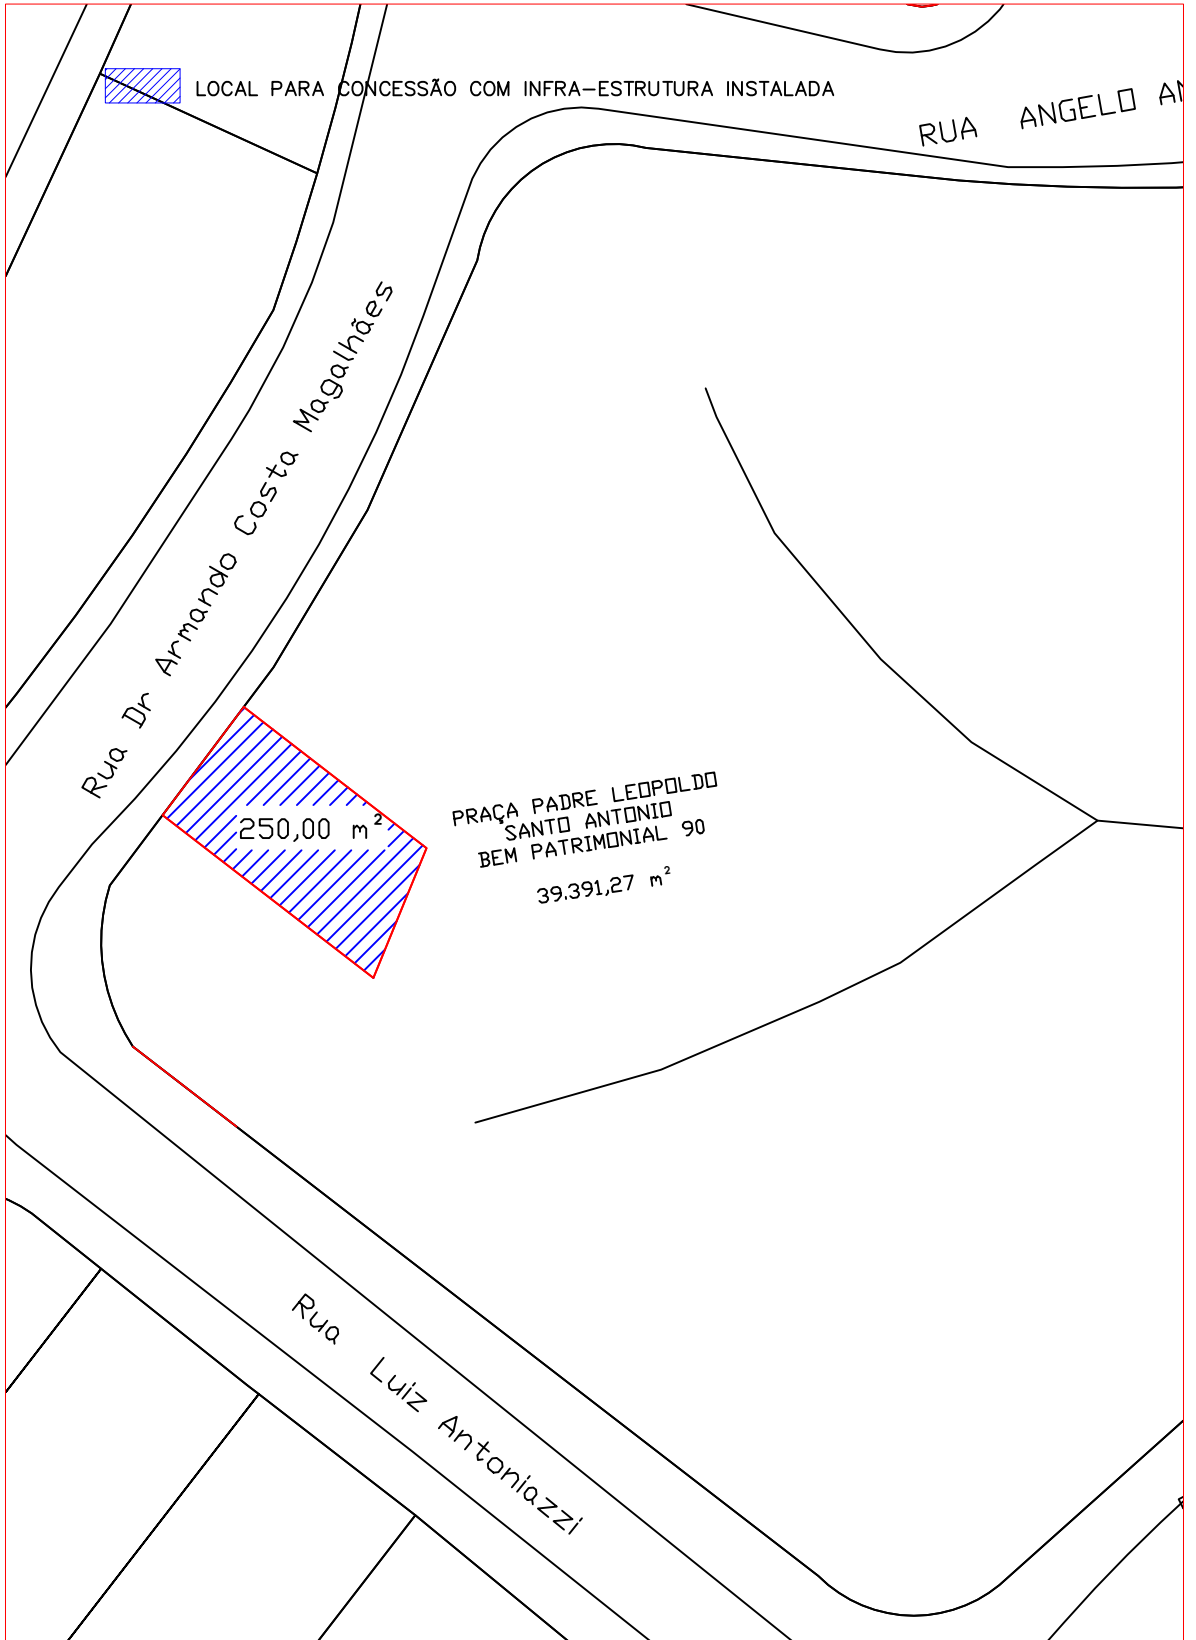 LOCAL PARA CONCESSÃO COM INFRA-ESTRUTURA INSTALADA
RUA ANGELO
Rua Dr Armando Costa Magalhães
250,00 m²
PRAÇA PADRE LEOPOLDO
SANTO ANTONIO
BEM PATRIMONIAL 90
39.391,27 m²
Rua Luiz Antoniazzi